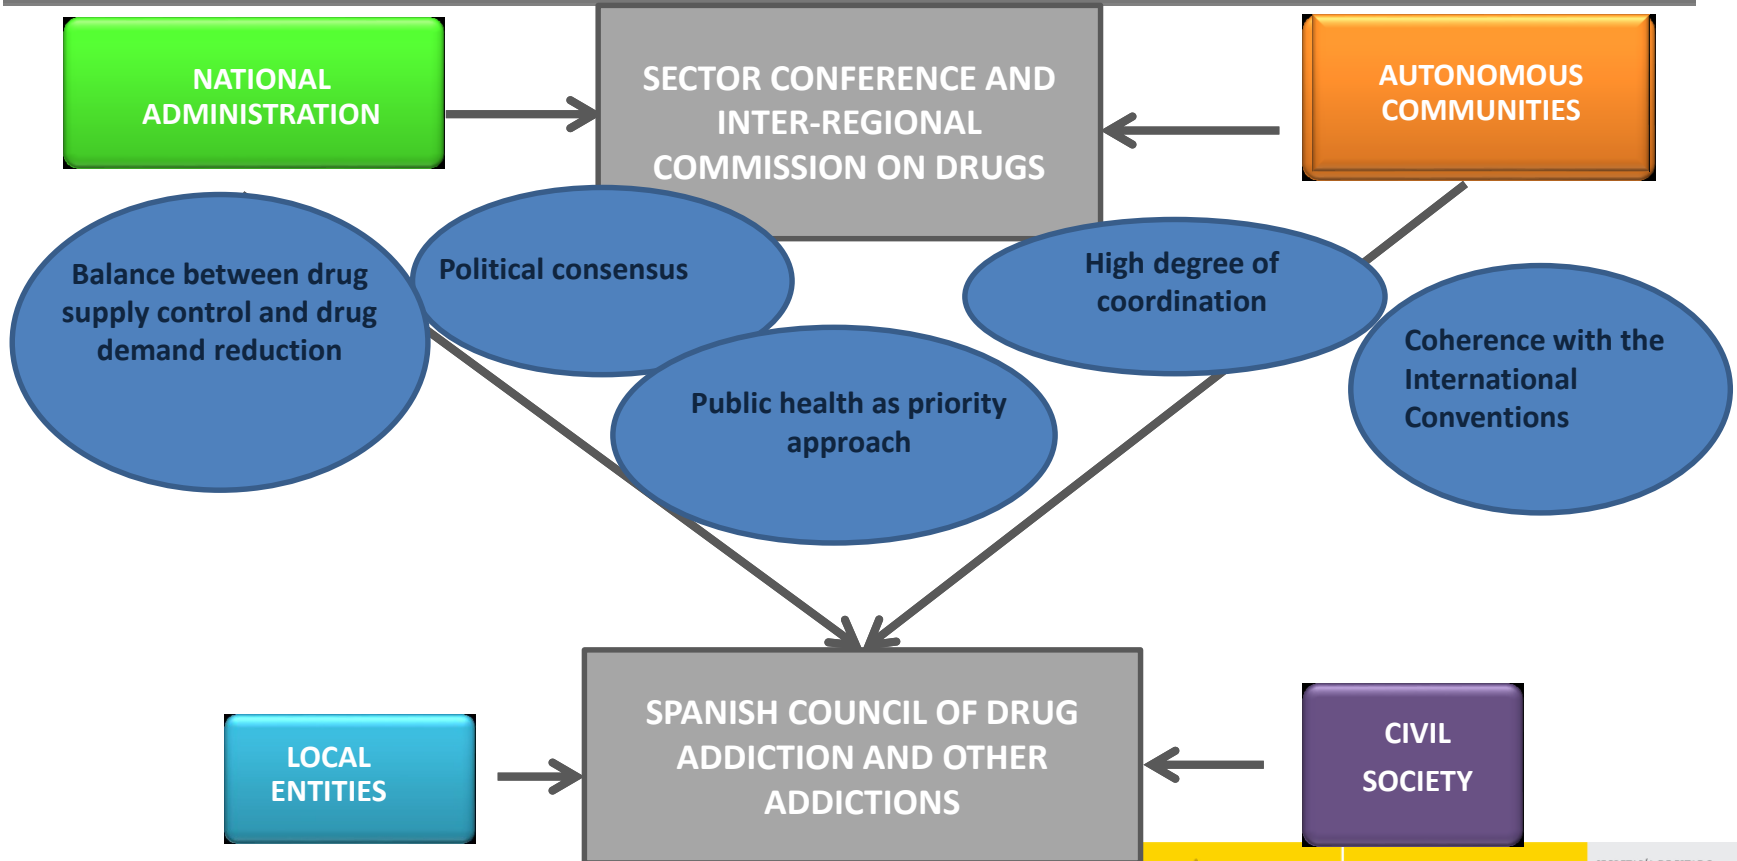 NATIONAL
ADMINISTRATION
SECTOR CONFERENCE AND
INTER-REGIONAL
COMMISSION ON DRUGS
AUTONOMOUS
COMMUNITIES
Balance between drug
supply control and drug
demand reduction
Political consensus
Public health as priority
approach
High degree of
coordination
Coherence with the
International
Conventions
LOCAL
ENTITIES
SPANISH COUNCIL OF DRUG
ADDICTION AND OTHER
ADDICTIONS
CIVIL
SOCIETY